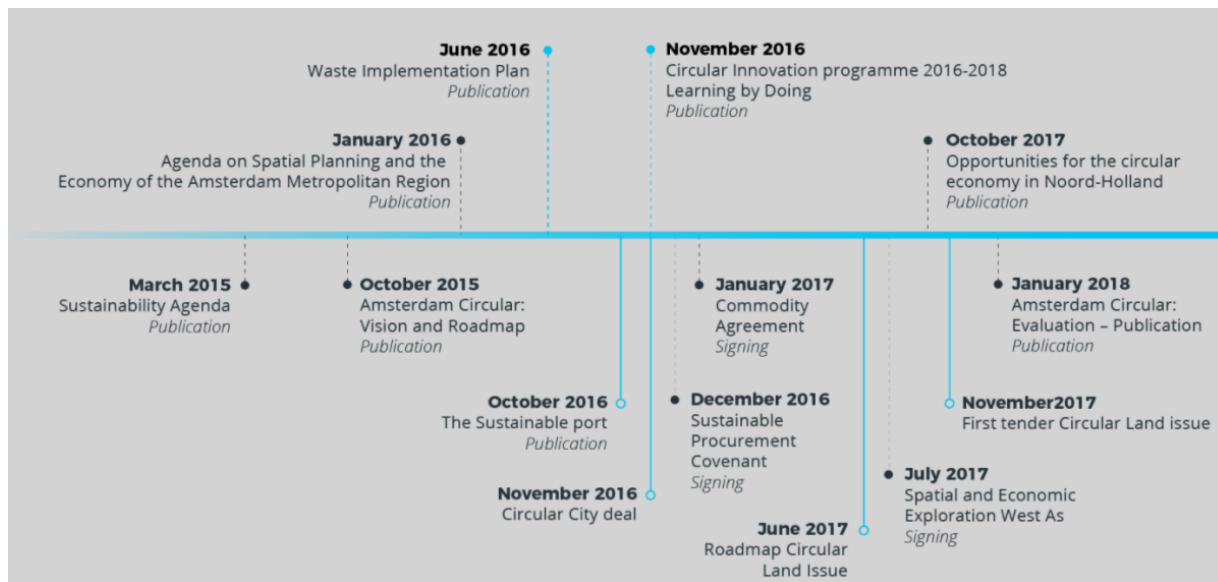 June 2016
Waste Implementation Plan
Publication
November 2016
Circular Innovation programme 2016-2018
Learning by Doing
Publication
January 2016
Agenda on Spatial Planning and the
Economy of the Amsterdam Metropolitan Region
Publication
October 2017
Opportunities for the circular
economy in Noord-Holland
Publication
March 2015
Sustainability Agenda
Publication
October 2015
Amsterdam Circular:
Vision and Roadmap
Publication
January 2017
Commodity
Agreement
Signing
January 2018
Amsterdam Circular:
Evaluation – Publication
Publication
October 2016
The Sustainable port
Publication
December 2016
Sustainable
Procurement
Covenant
Signing
November2017
First tender Circular Land issue
November 2016
Circular City deal
July 2017
Spatial and Economic
Exploration West As
Signing
June 2017
Roadmap Circular
Land Issue